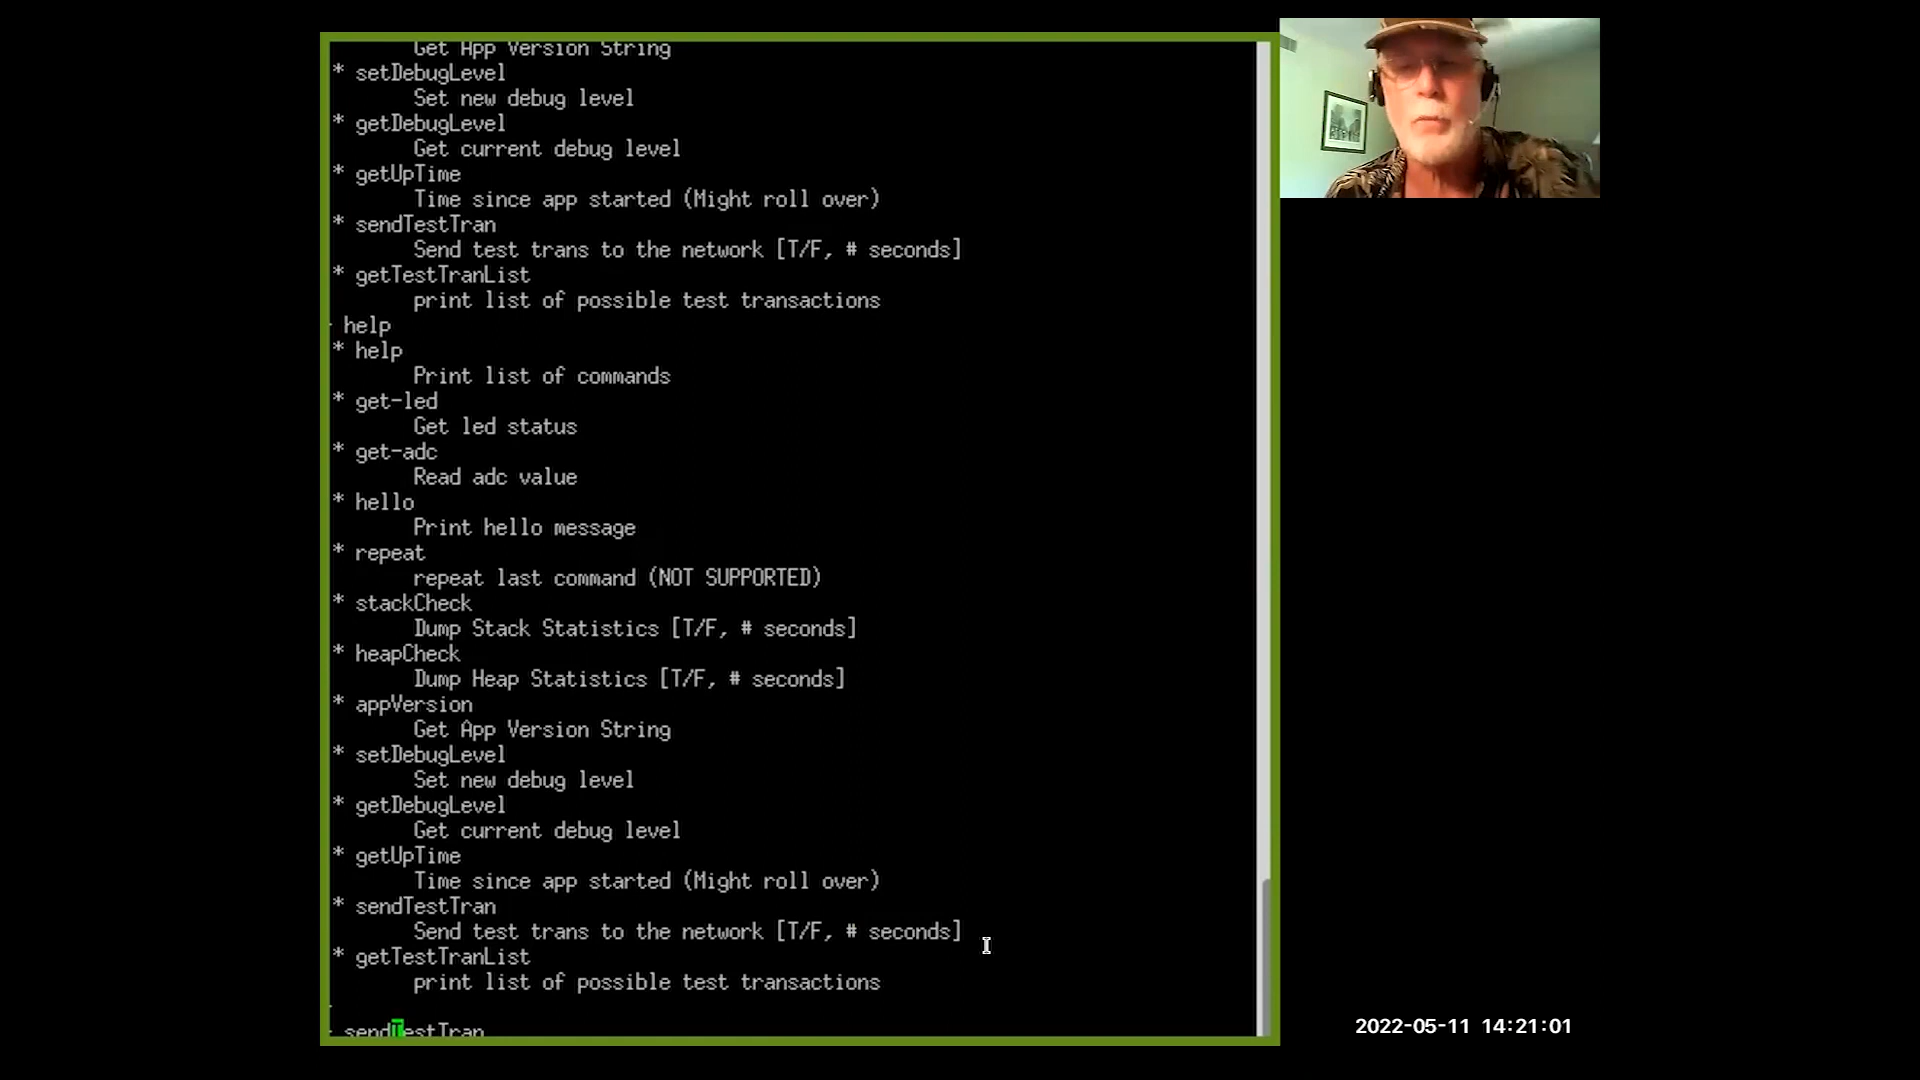 Get App Version String
* setDebugLevel
Set new debug level
* getDebugLevel
Get current debug level
* getUpTime
Time since app started (Might roll over)
* sendTestTran
Send test trans to the network [T/F, # seconds]
* getTestTranList
print list of possible test transactions
help
* help
Print list of commands
* get-led
Get led status
* get-adc
Read adc value
* hello
Print hello message
* repeat
repeat last command (NOT SUPPORTED)
* stackCheck
Dump Stack Statistics [T/F, # seconds]
* heapCheck
Dump Heap Statistics [T/F, # seconds]
* appVersion
Get App Version String
* setDebugLevel
Set new debug level
* getDebugLevel
Get current debug level
* getUpTime
Time since app started (Might roll over)
* sendTestTran
Send test trans to the network [T/F, # seconds]
* getTestTranList
print list of possible test transactions
sendTestTran
2022-05-11 14:21:01